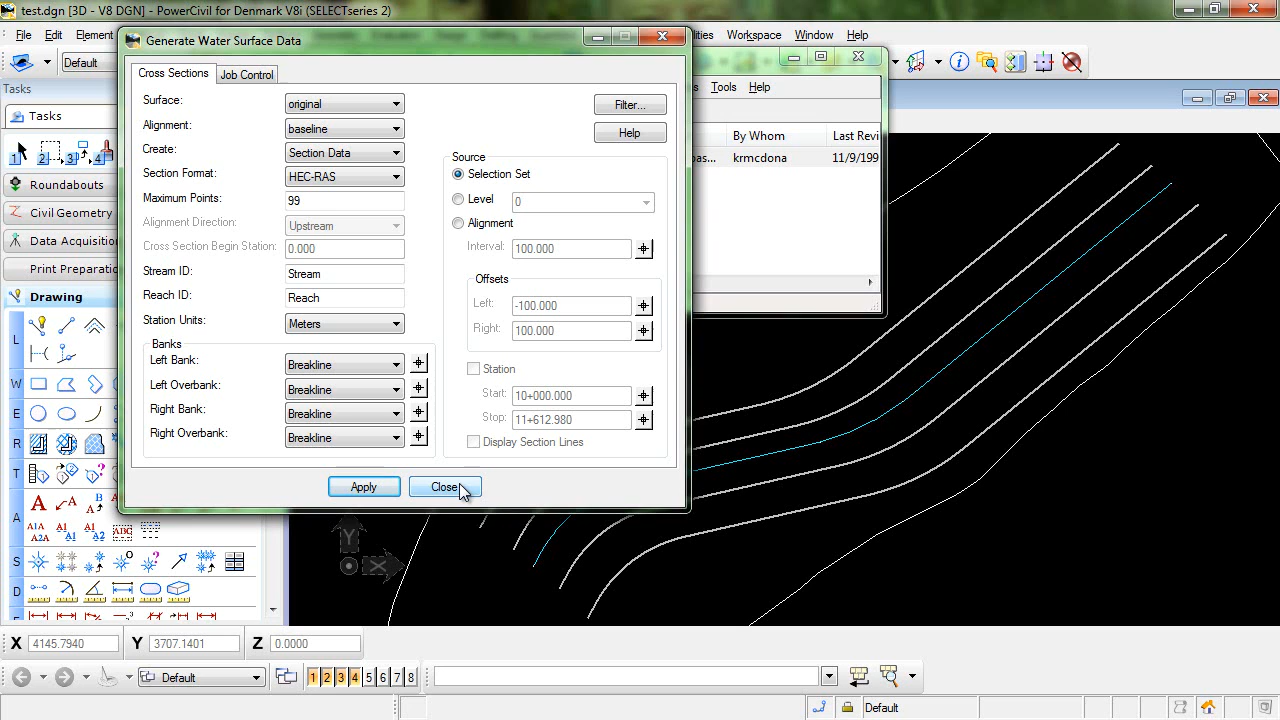 test.dgn [3D - V8 DGN] - PowerCivil for Denmark V8i (SELECTseries 2)
File Edit Element Workspace Window Help
Generate Water Surface Data
Default
Tasks
Tasks
Roundabouts
Civil Geometry
Data Acquisition
Print Preparatio
Drawing
1 2 3 4
L
W
E
R
T
A
S
D
Cross Sections Job Control
Surface: original
Alignment: baseline
Create: Section Data
Section Format: HEC-RAS
Maximum Points: 99
Alignment Direction: Upstream
Cross Section Begin Station: 0.000
Stream ID: Stream
Reach ID: Reach
Station Units: Meters
Banks
Left Bank: Breakline
Left Overbank: Breakline
Right Bank: Breakline
Right Overbank: Breakline
Filter...
Help
Source
Selection Set
Level 0
Alignment
Interval: 100.000
Offsets
Left: -100.000
Right: 100.000
Station
Start: 10+000.000
Stop: 11+612.980
Display Section Lines
Apply Close
s Tools Help
By Whom Last Revi
bas... krmcdona 11/9/199
Y
X
X 4145.7940 Y 3707.1401 Z 0.0000
Default 1 2 3 4 5 6 7 8
Default